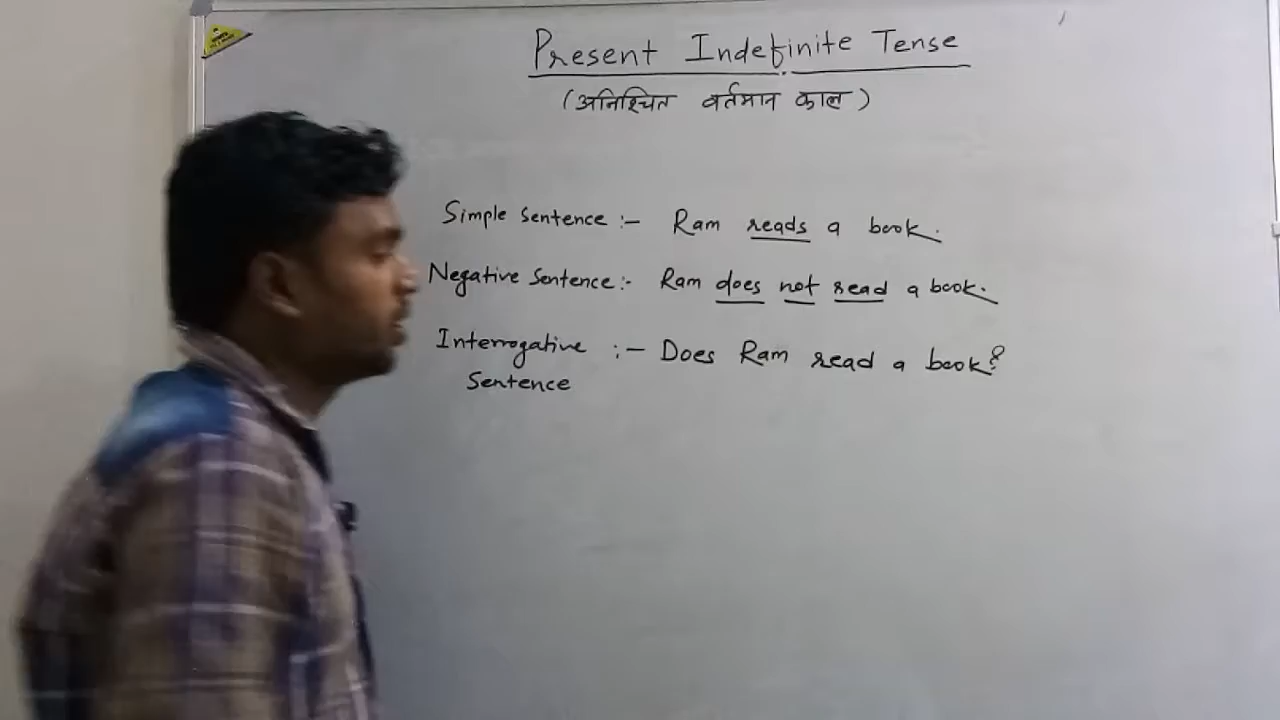 Present Indefinite Tense
(अनिश्चित वर्तमान काल)
Simple Sentence :- Ram reads a book.
Negative Sentence:- Ram does not read a book.
Interrogative :- Does Ram read a book?
Sentence